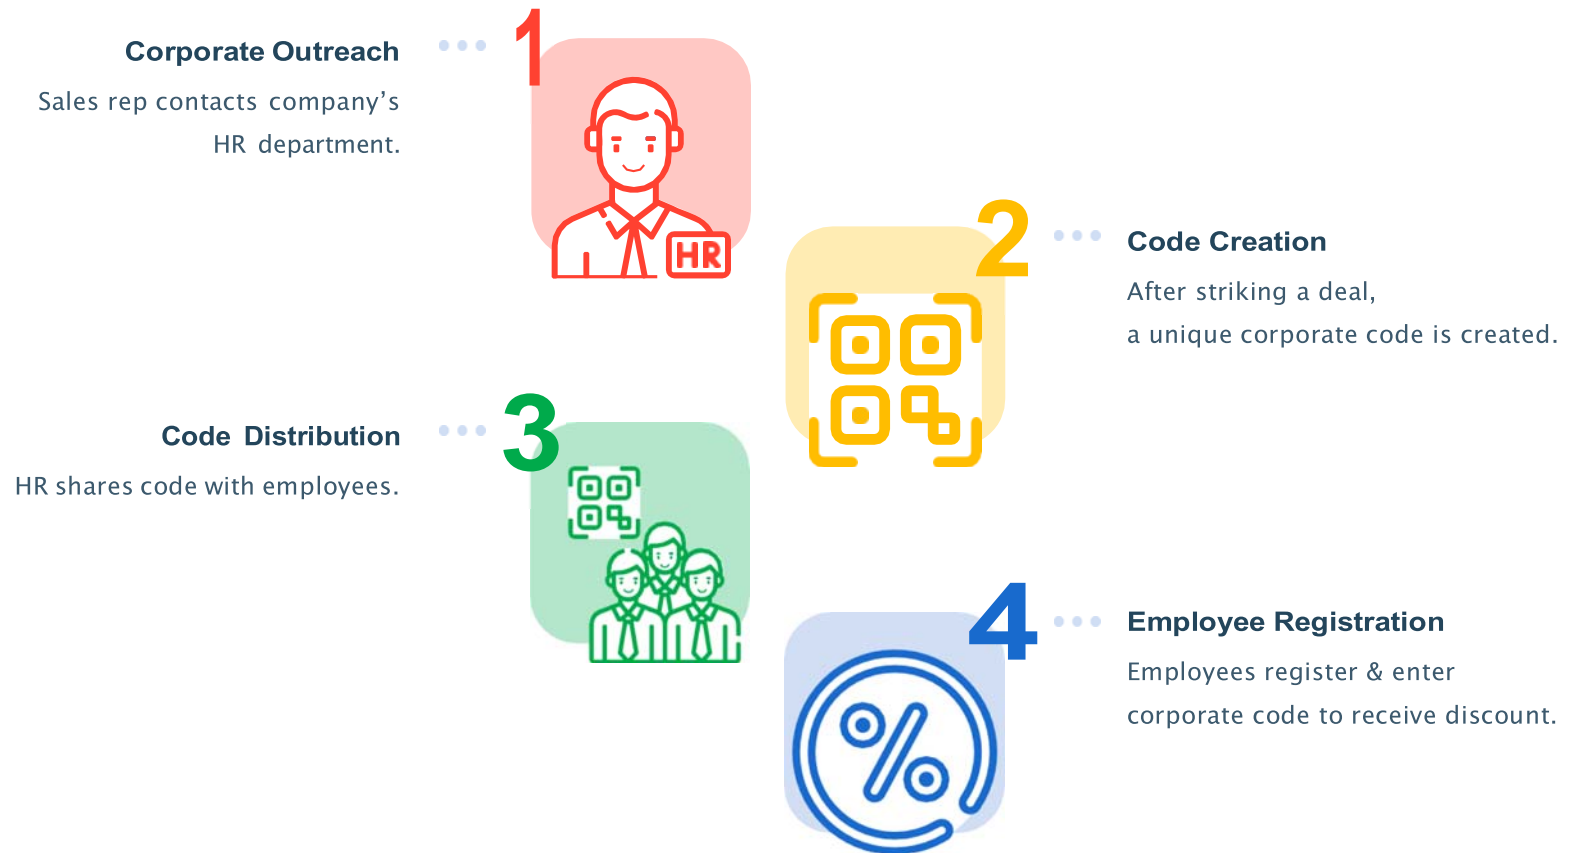 1
Corporate Outreach
Sales rep contacts company’s
HR department.
HR
2
Code Creation
After striking a deal,
a unique corporate code is created.
3
Code Distribution
HR shares code with employees.
4
Employee Registration
Employees register & enter
corporate code to receive discount.
%